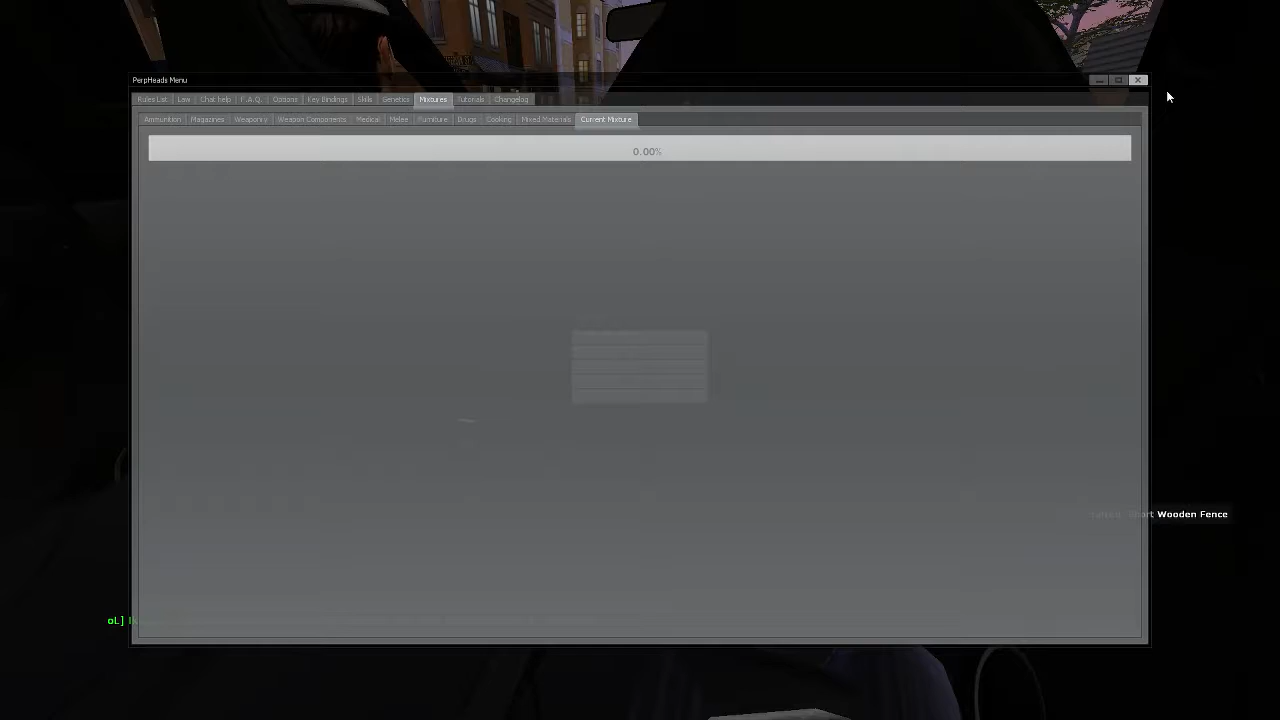 PerpHeads Menu
Rules List Law Chat help F.A.Q. Options Key Bindings Skills Genetics Mixtures Tutorials Changelog
Ammunition Magazines Weaponry Weapon Components Medical Melee Furniture Drugs Cooking Mixed Materials Current Mixture
0.00%
Wooden Fence
oL]